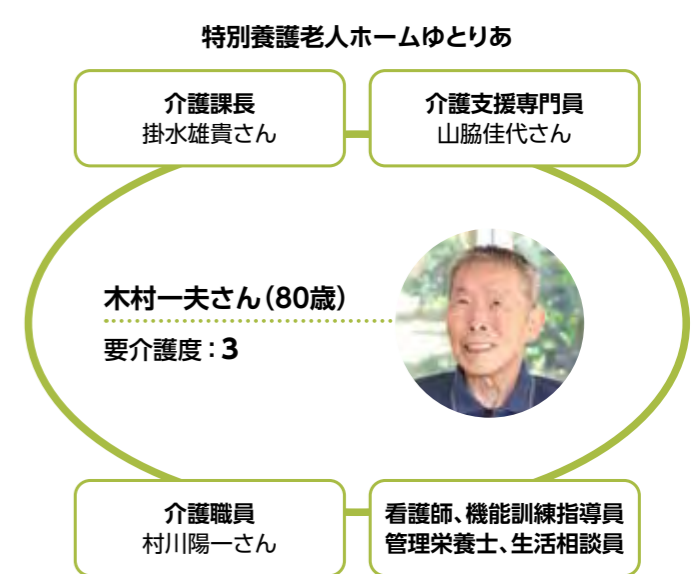 特別養護老人ホームゆとりあ
介護課長
掛水雄貴さん
介護支援専門員
山脇佳代さん
木村一夫さん（80歳）
要介護度：3
介護職員
村川陽一さん
看護師、機能訓練指導員
管理栄養士、生活相談員